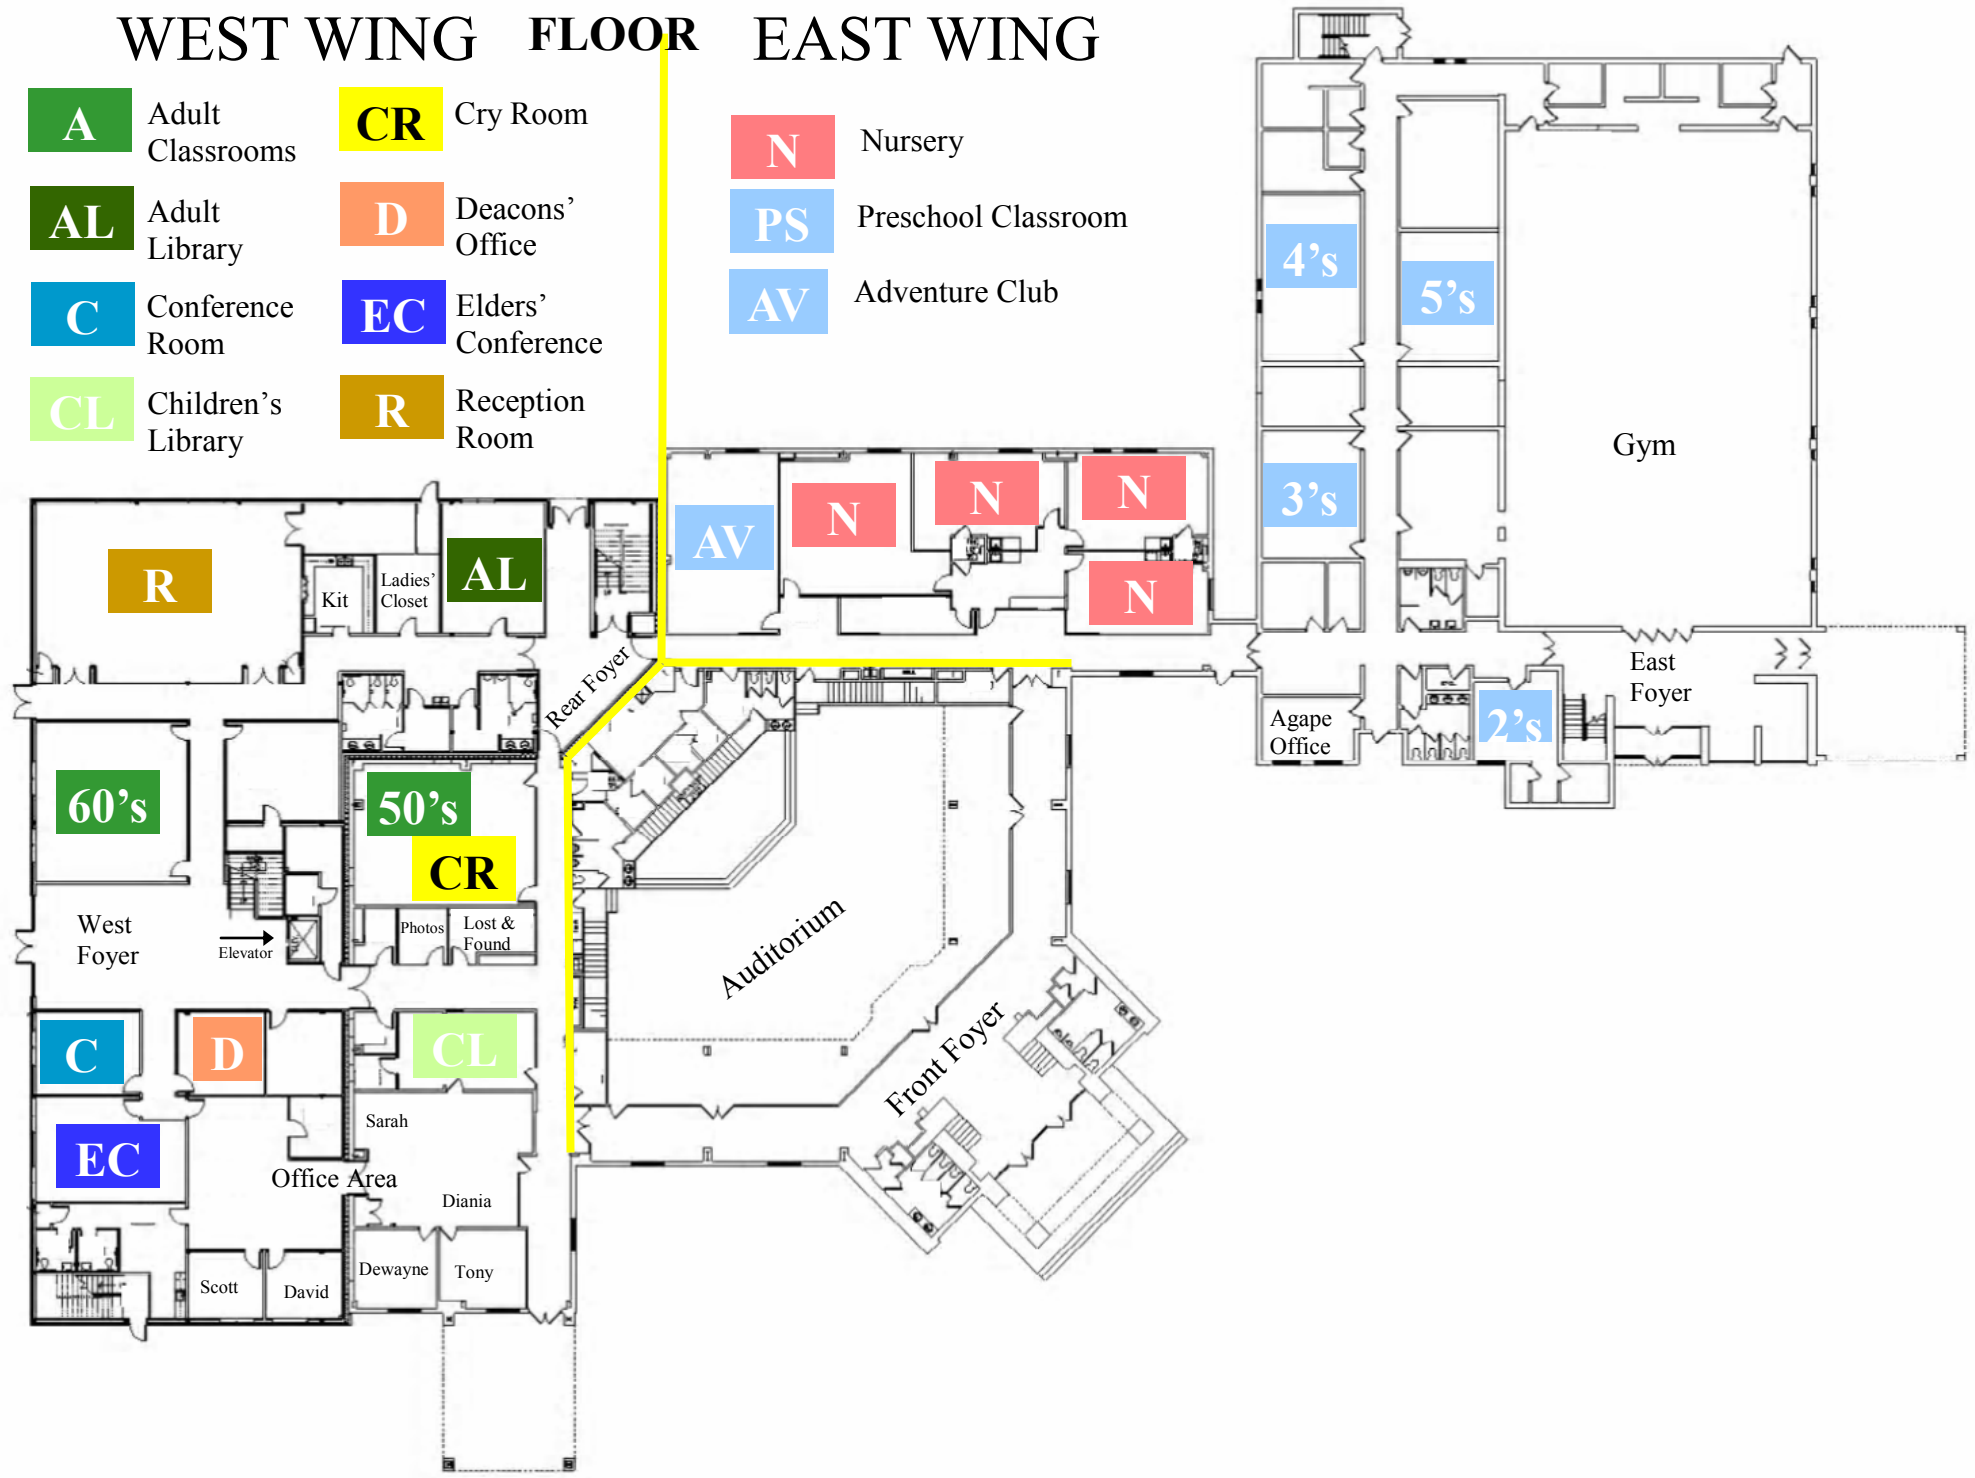 WEST WING
FLOOR
EAST WING
A
Adult
Classrooms
CR
Cry Room
AL
Adult
Library
D
Deacons’
Office
C
Conference
Room
EC
Elders’
Conference
CL
Children’s
Library
R
Reception
Room
N
Nursery
PS
Preschool Classroom
AV
Adventure Club
4’s
5’s
3’s
Gym
R
Kit
Ladies’
Closet
AL
AV
N
N
N
N
Rear Foyer
East
Foyer
Agape
Office
2’s
60’s
50’s
CR
West
Foyer
Elevator
Photos
Lost &
Found
Auditorium
Front Foyer
C
D
CL
EC
Sarah
Office Area
Diania
Scott
David
Dewayne
Tony